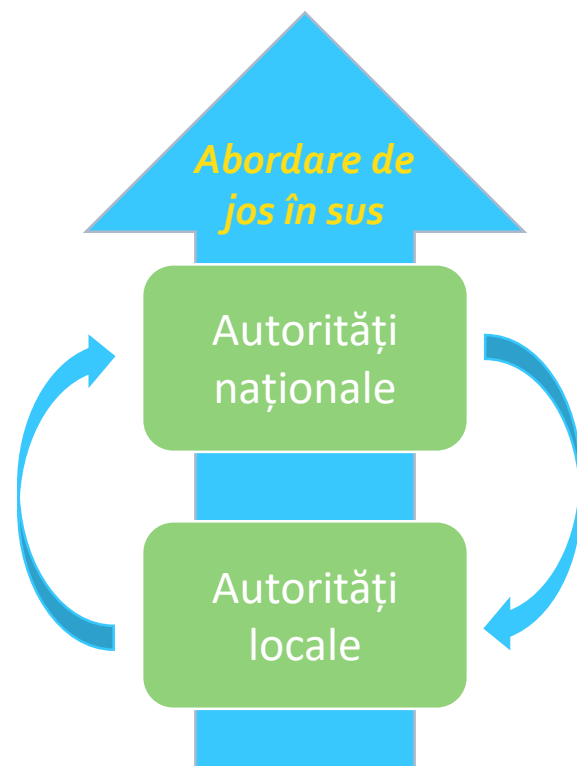 Abordare de
jos în sus
Autorități
naționale
Autorități
locale